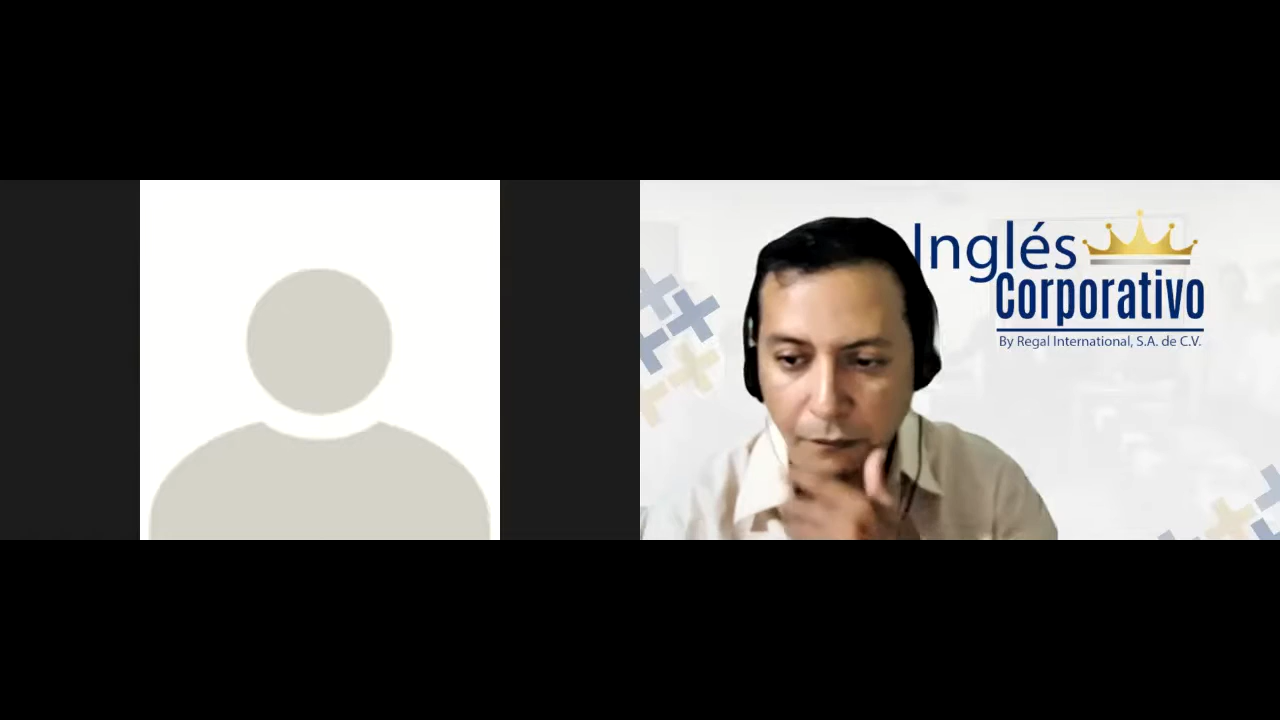 Inglés
Corporativo
By Regal International, S.A. de C.V.